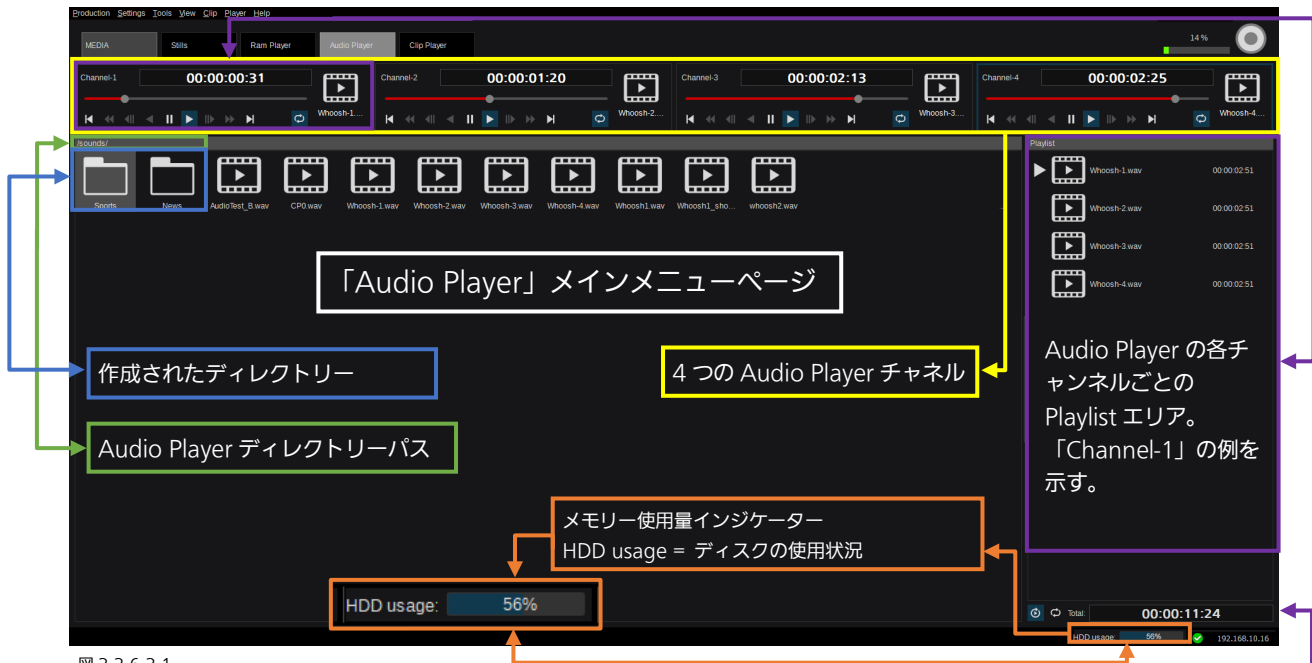 Production Settings Tools View Clip Player Help
MEDIA Stills Ram Player Audio Player Clip Player 14 %
Channel-1 00:00:00:31 Whoosh-1....
Channel-2 00:00:01:20 Whoosh-2....
Channel-3 00:00:02:13 Whoosh-3....
Channel-4 00:00:02:25 Whoosh-4....
/sounds/
Playlist
Sports News AudioTest_B.wav CP0.wav Whoosh-1.wav Whoosh-2.wav Whoosh-3.wav Whoosh-4.wav Whoosh1.wav Whoosh1_sho... whoosh2.wav
Whoosh-1.wav 00:00:02:51
Whoosh-2.wav 00:00:02:51
Whoosh-3.wav 00:00:02:51
Whoosh-4.wav 00:00:02:51
「Audio Player」メインメニューページ
作成されたディレクトリー
4 つの Audio Player チャネル
Audio Player ディレクトリーパス
Audio Player の各チ
ャンネルごとの
Playlist エリア。
「Channel-1」の例を
示す。
メモリー使用量インジケーター
HDD usage = ディスクの使用状況
HDD usage: 56%
Total: 00:00:11:24
HDD usage: 56% 192.168.10.16